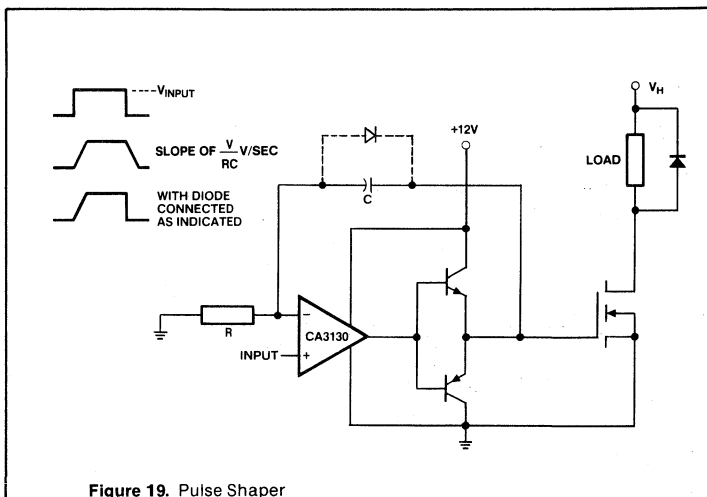 ----VINPUT
SLOPE OF V/RC V/SEC
WITH DIODE
CONNECTED
AS INDICATED
+12V
VH
LOAD
C
R
CA3130
INPUT
−
+
Figure 19. Pulse Shaper